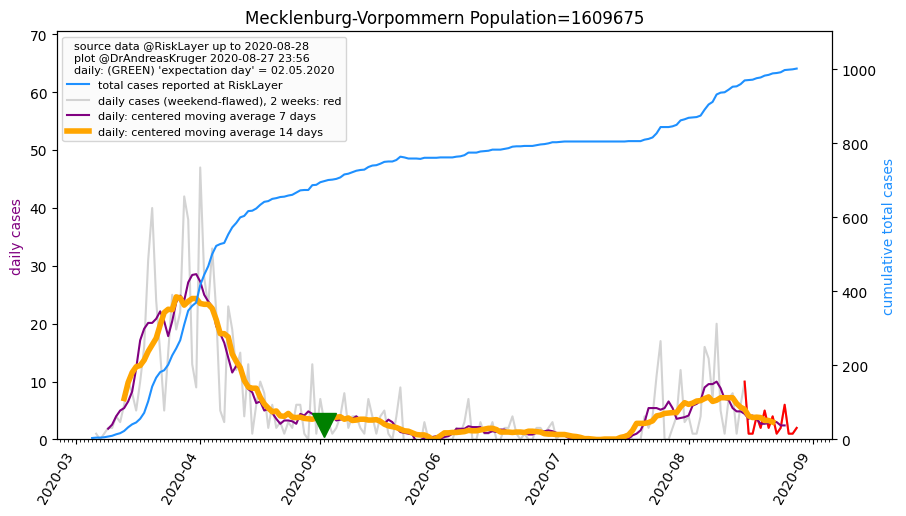 Mecklenburg-Vorpommern Population=1609675
source data @RiskLayer up to 2020-08-28
plot @DrAndreasKruger 2020-08-27 23:56
daily: (GREEN) 'expectation day' = 02.05.2020
total cases reported at RiskLayer
daily cases (weekend-flawed), 2 weeks: red
daily: centered moving average 7 days
daily: centered moving average 14 days
daily cases
70
60
50
40
30
20
10
0
cumulative total cases
1000
800
600
400
200
0
2020-03
2020-04
2020-05
2020-06
2020-07
2020-08
2020-09